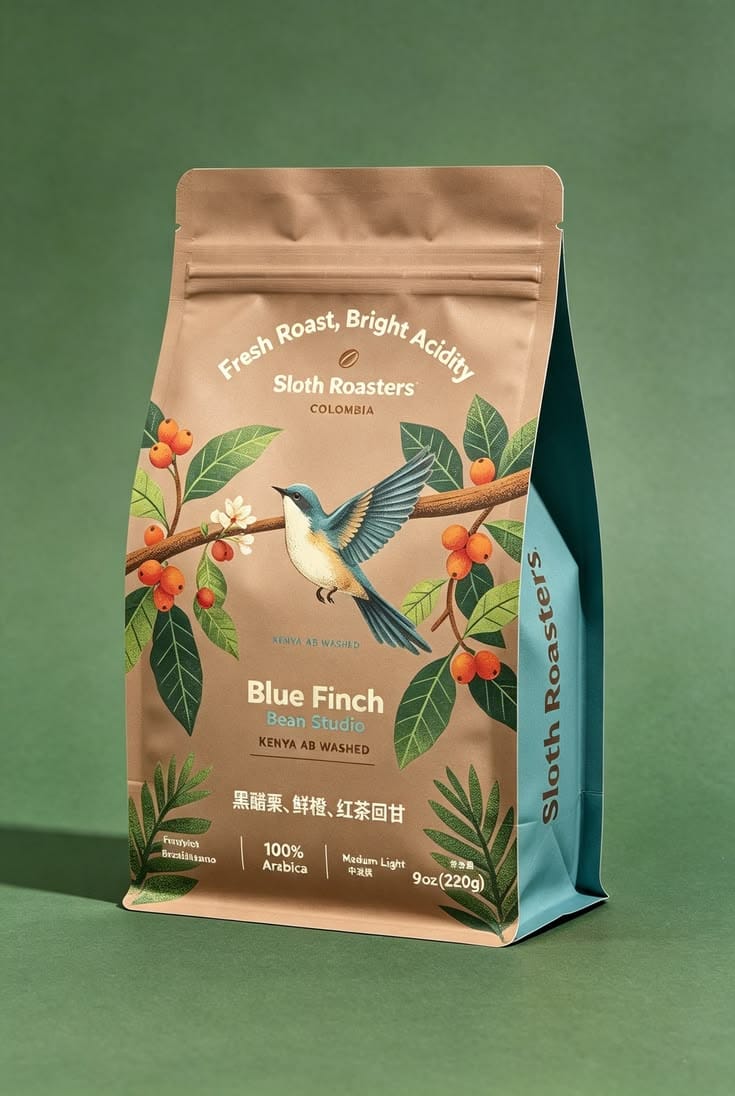 Fresh Roast, Bright Acidity
Sloth Roasters
COLOMBIA
KENYA AB WASHED
Blue Finch
Bean Studio
KENYA AB WASHED
黑醋栗、鲜橙、红茶回甘
100%
Arabica
Medium Light
9oz(220g)
Sloth Roasters